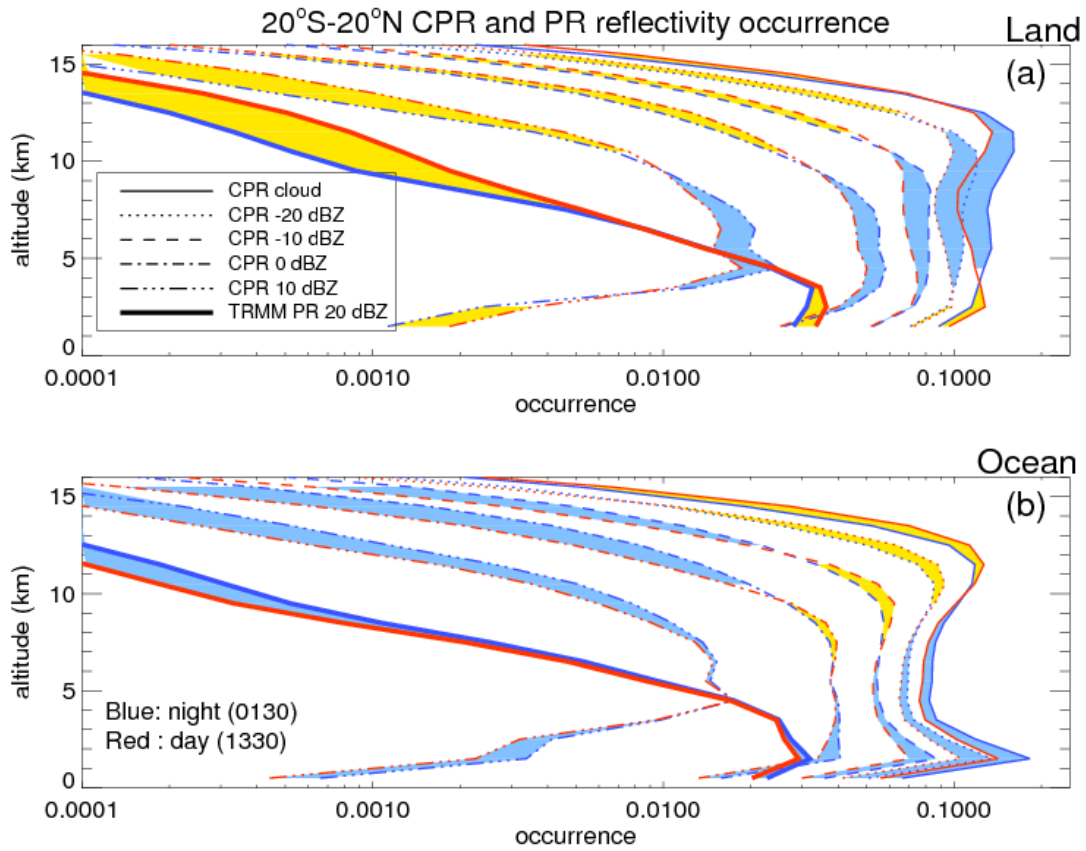 20°S-20°N CPR and PR reflectivity occurrence
Land
(a)
15
10
5
0
altitude (km)
CPR cloud
CPR -20 dBZ
CPR -10 dBZ
CPR 0 dBZ
CPR 10 dBZ
TRMM PR 20 dBZ
0.0001
0.0010
0.0100
0.1000
occurrence
Ocean
(b)
15
10
5
0
altitude (km)
Blue: night (0130)
Red : day (1330)
0.0001
0.0010
0.0100
0.1000
occurrence